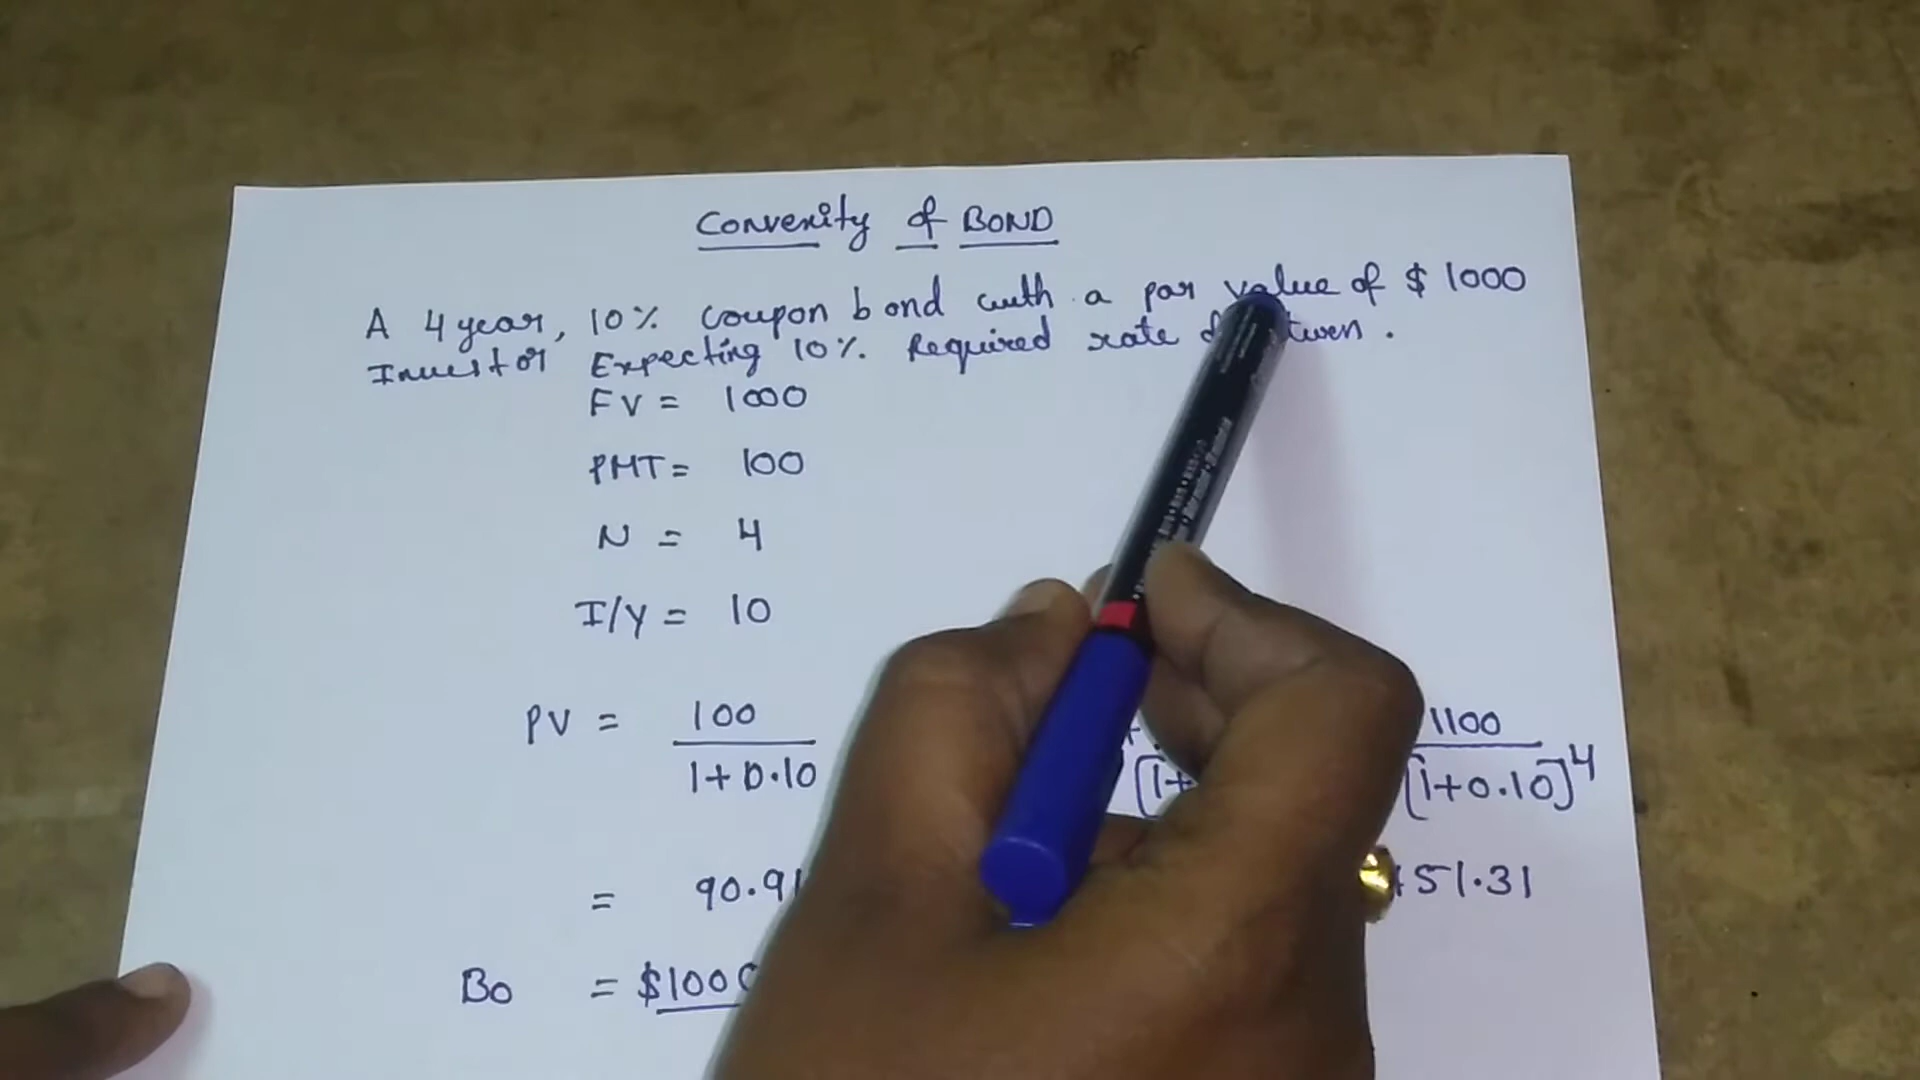 Convexity of BOND
A 4 year, 10% coupon bond with a par value of $ 1000
Investor Expecting 10% Required rate
FV = 1000
PMT = 100
N = 4
I/Y = 10
PV = 100 / 1+0.10 + [1+ 1100 / [1+0.10]4
= 90.91 51.31
Bo = $100